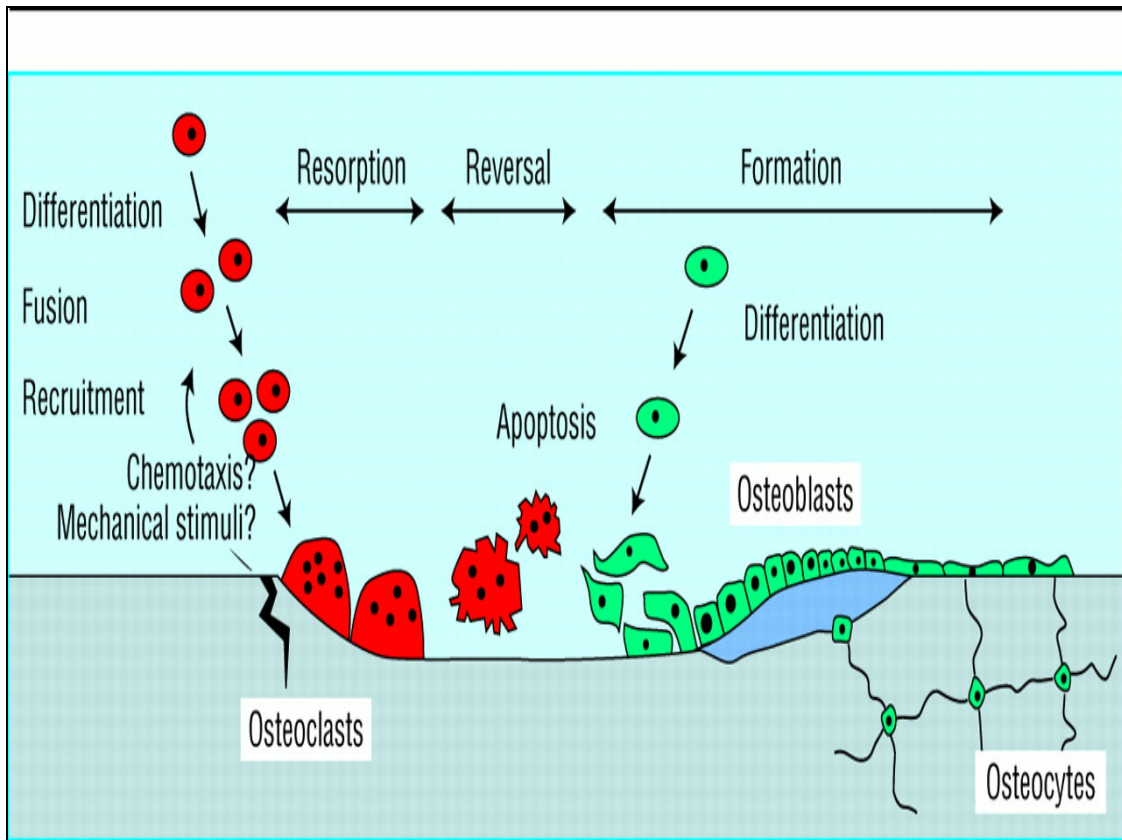 Resorption
Reversal
Formation
Differentiation
Fusion
Recruitment
Chemotaxis?
Mechanical stimuli?
Differentiation
Apoptosis
Osteoblasts
Osteoclasts
Osteocytes